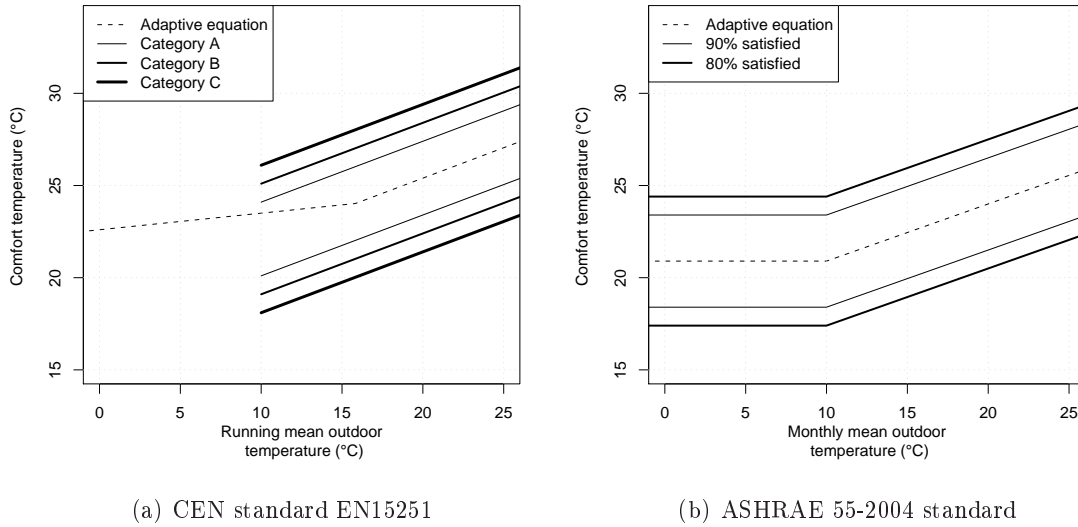 Adaptive equation
Category A
Category B
Category C
Comfort temperature (°C)
15
20
25
30
0
5
10
15
20
25
Running mean outdoor
temperature (°C)
(a) CEN standard EN15251
Adaptive equation
90% satisfied
80% satisfied
Comfort temperature (°C)
15
20
25
30
0
5
10
15
20
25
Monthly mean outdoor
temperature (°C)
(b) ASHRAE 55-2004 standard